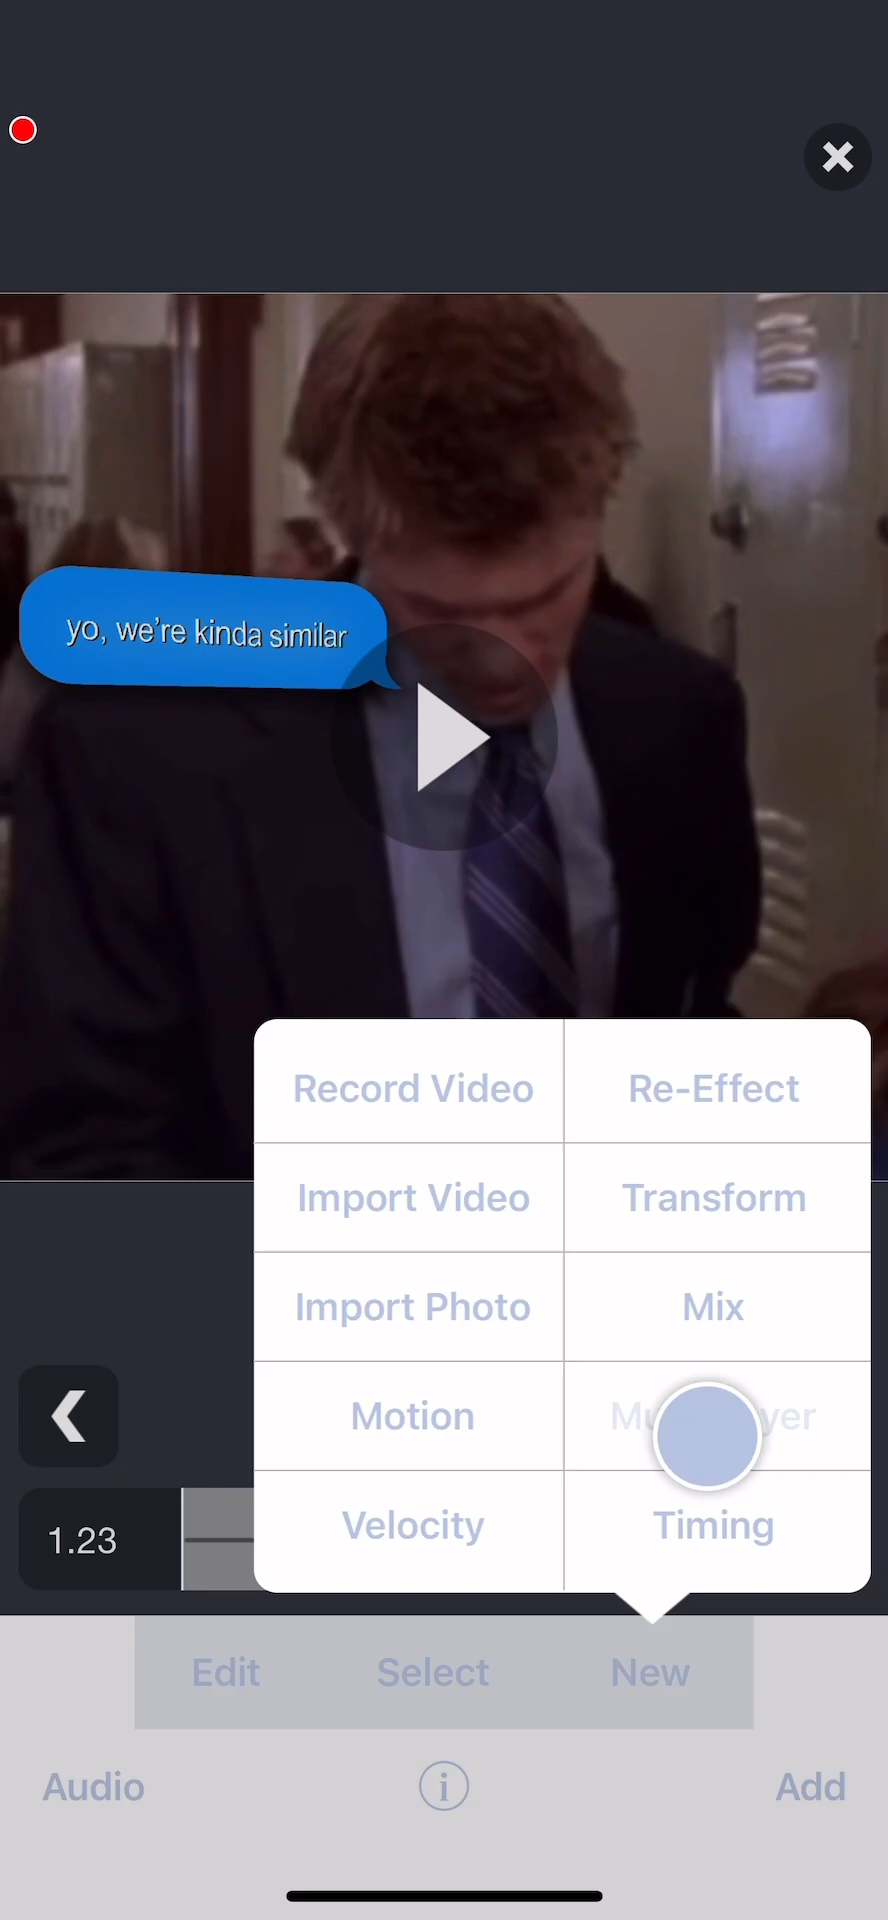 yo, we're kinda similar
Record Video
Re-Effect
Import Video
Transform
Import Photo
Mix
Motion
Velocity
Timing
1.23
Edit
Select
New
Audio
i
Add